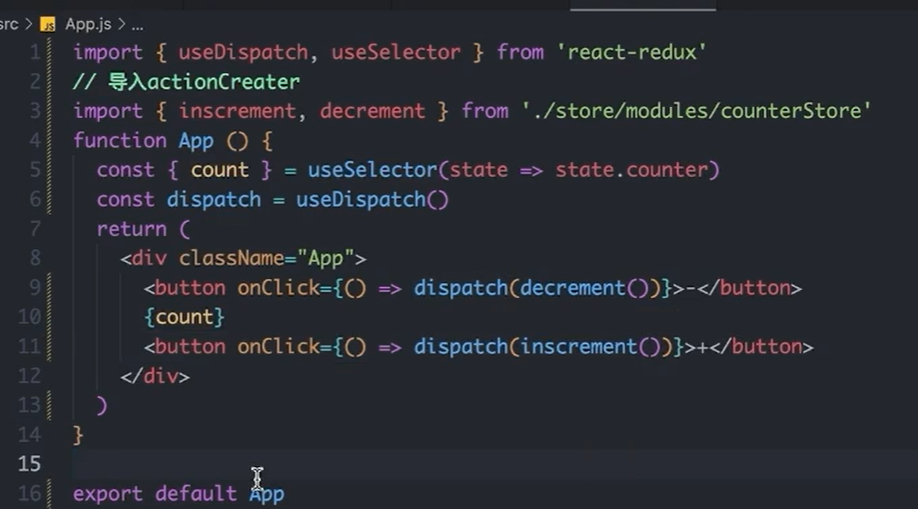 src > JS App.js > ...
1 import { useDispatch, useSelector } from 'react-redux'
2 // 导入actionCreater
3 import { inscrement, decrement } from './store/modules/counterStore'
4 function App () {
5   const { count } = useSelector(state => state.counter)
6   const dispatch = useDispatch()
7   return (
8     <div className="App">
9       <button onClick={() => dispatch(decrement())}>-</button>
10       {count}
11       <button onClick={() => dispatch(inscrement())}>+</button>
12     </div>
13   )
14 }
15
16 export default App